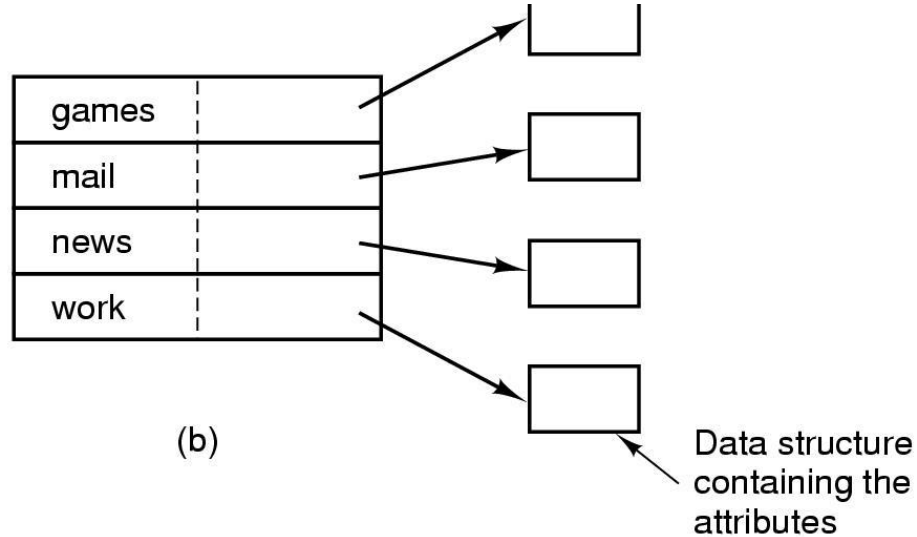 games
mail
news
work
(b)
Data structure
containing the
attributes